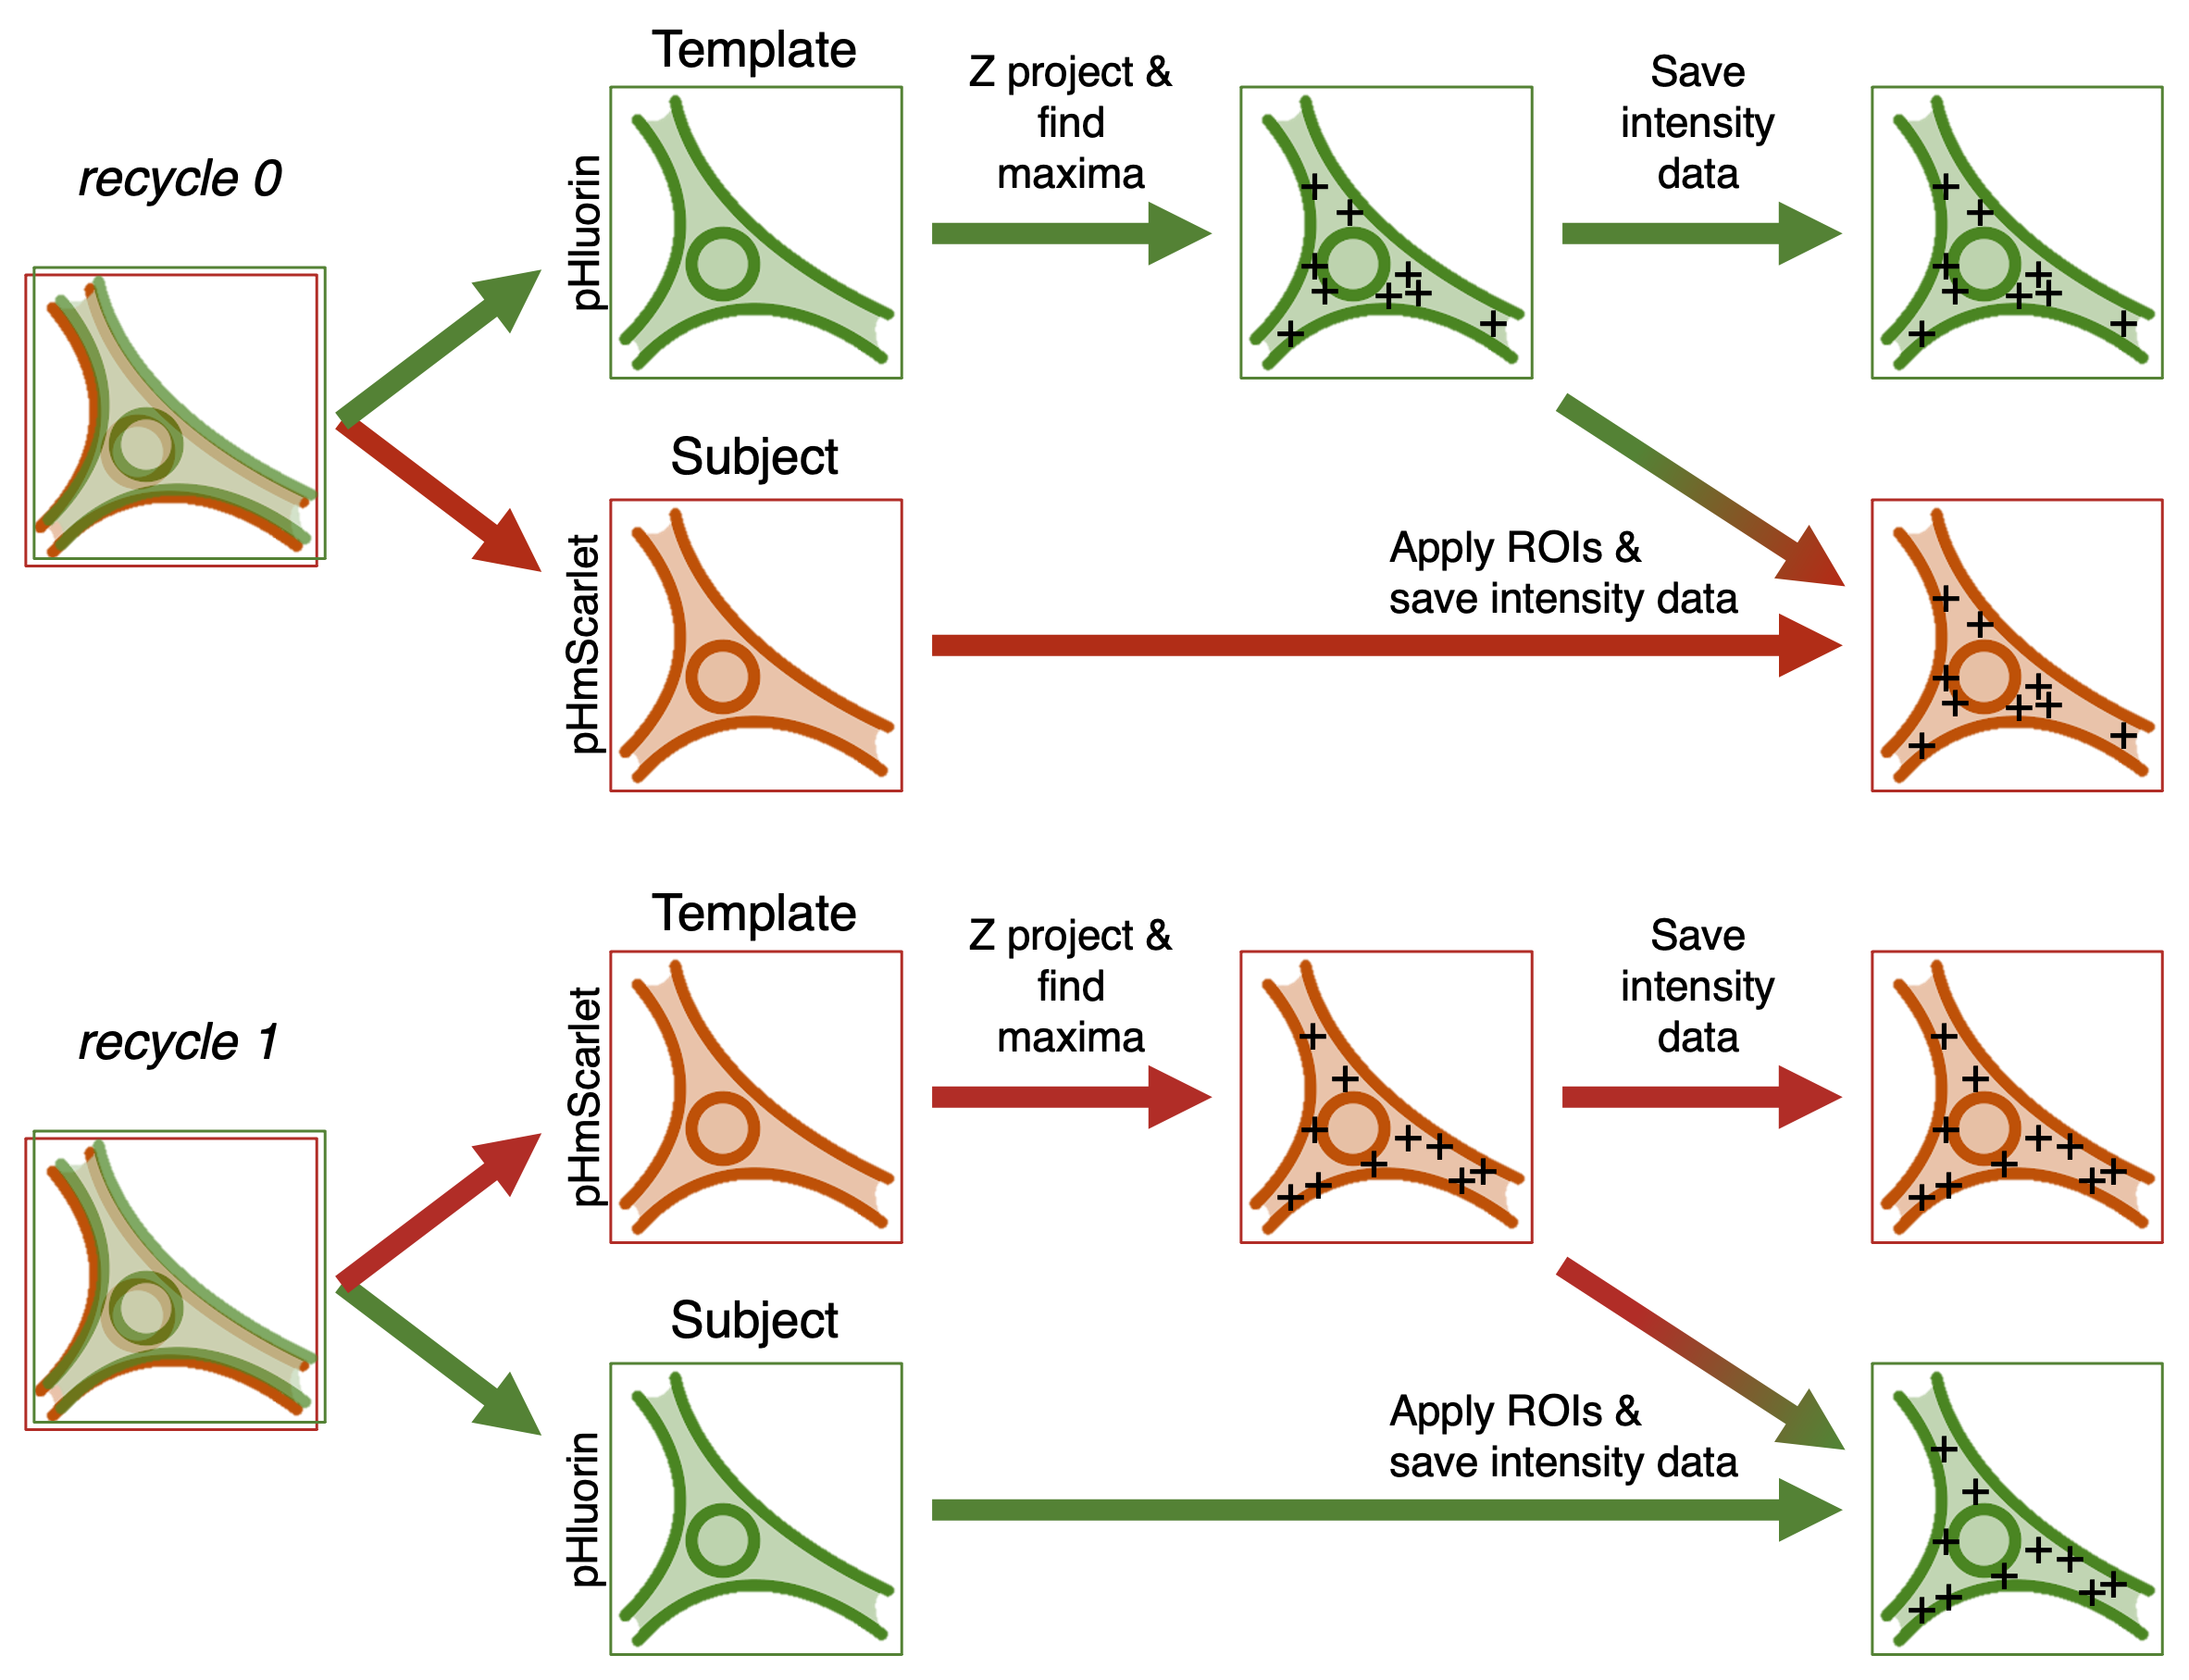 Template
Z project &
find
maxima
Save
intensity
data
recycle 0
pHluorin
Subject
pHmScarlet
Apply ROIs &
save intensity data
Template
Z project &
find
maxima
Save
intensity
data
recycle 1
pHmScarlet
Subject
pHluorin
Apply ROIs &
save intensity data